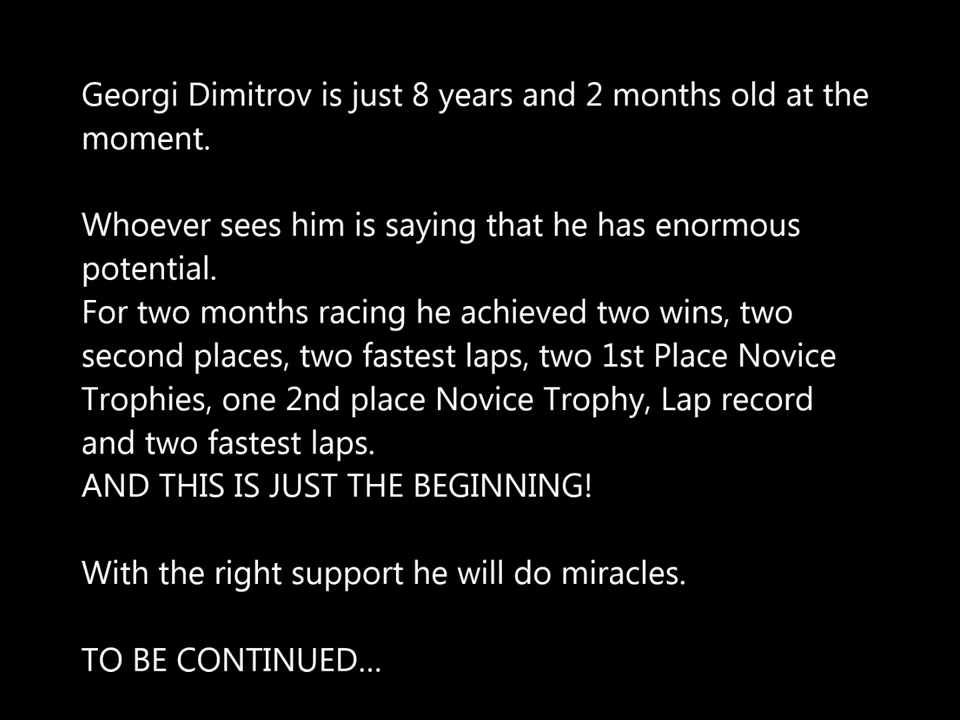 Georgi Dimitrov is just 8 years and 2 months old at the
moment.
Whoever sees him is saying that he has enormous
potential.
For two months racing he achieved two wins, two
second places, two fastest laps, two 1st Place Novice
Trophies, one 2nd place Novice Trophy, Lap record
and two fastest laps.
AND THIS IS JUST THE BEGINNING!
With the right support he will do miracles.
TO BE CONTINUED...